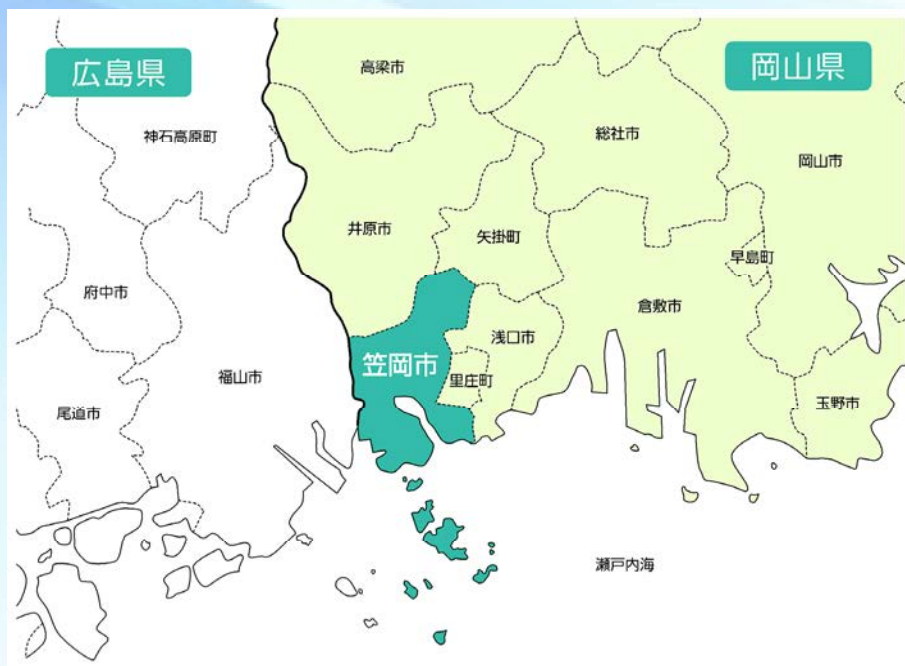 広島県
岡山県
高梁市
総社市
神石高原町
岡山市
井原市
矢掛町
早島町
府中市
倉敷市
浅口市
笠岡市
福山市
里庄町
玉野市
尾道市
瀬戸内海